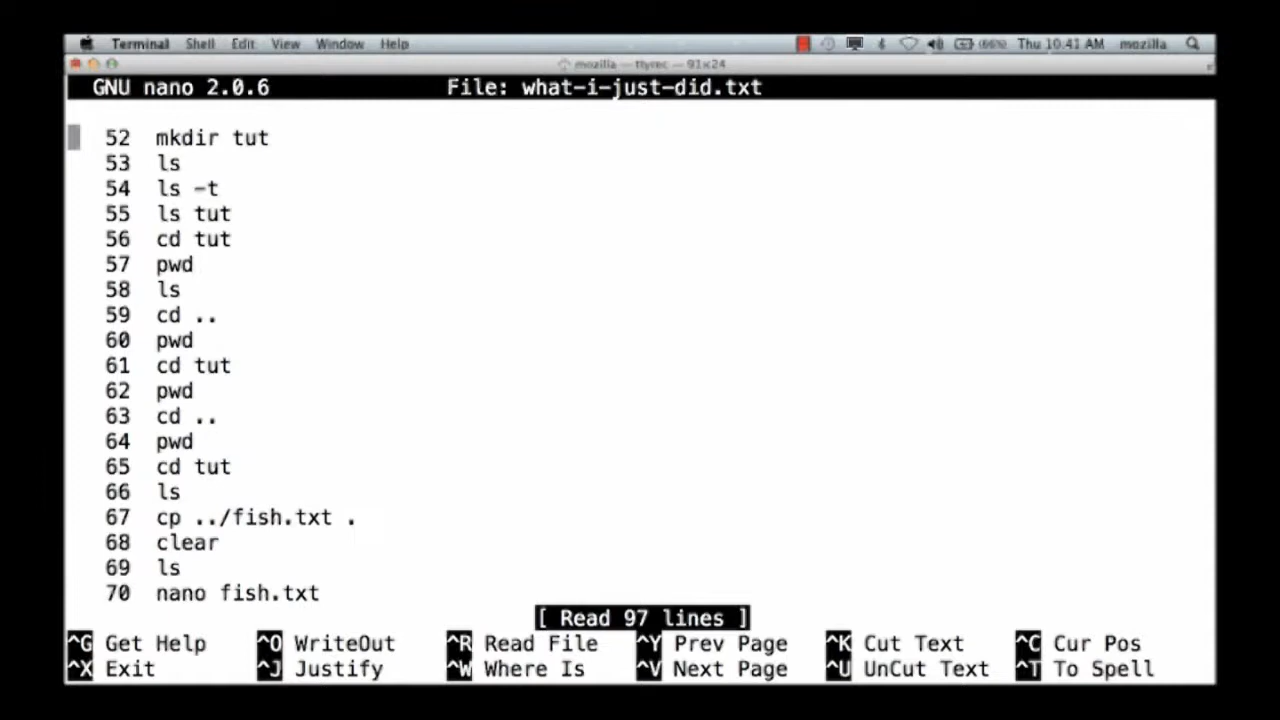 Terminal Shell Edit View Window Help Thu 10:41 AM mozilla
mozilla — ttyrec — 91×24
GNU nano 2.0.6 File: what-i-just-did.txt
52 mkdir tut
53 ls
54 ls -t
55 ls tut
56 cd tut
57 pwd
58 ls
59 cd ..
60 pwd
61 cd tut
62 pwd
63 cd ..
64 pwd
65 cd tut
66 ls
67 cp ../fish.txt .
68 clear
69 ls
70 nano fish.txt
[ Read 97 lines ]
^G Get Help ^O WriteOut ^R Read File ^Y Prev Page ^K Cut Text ^C Cur Pos
^X Exit ^J Justify ^W Where Is ^V Next Page ^U UnCut Text ^T To Spell